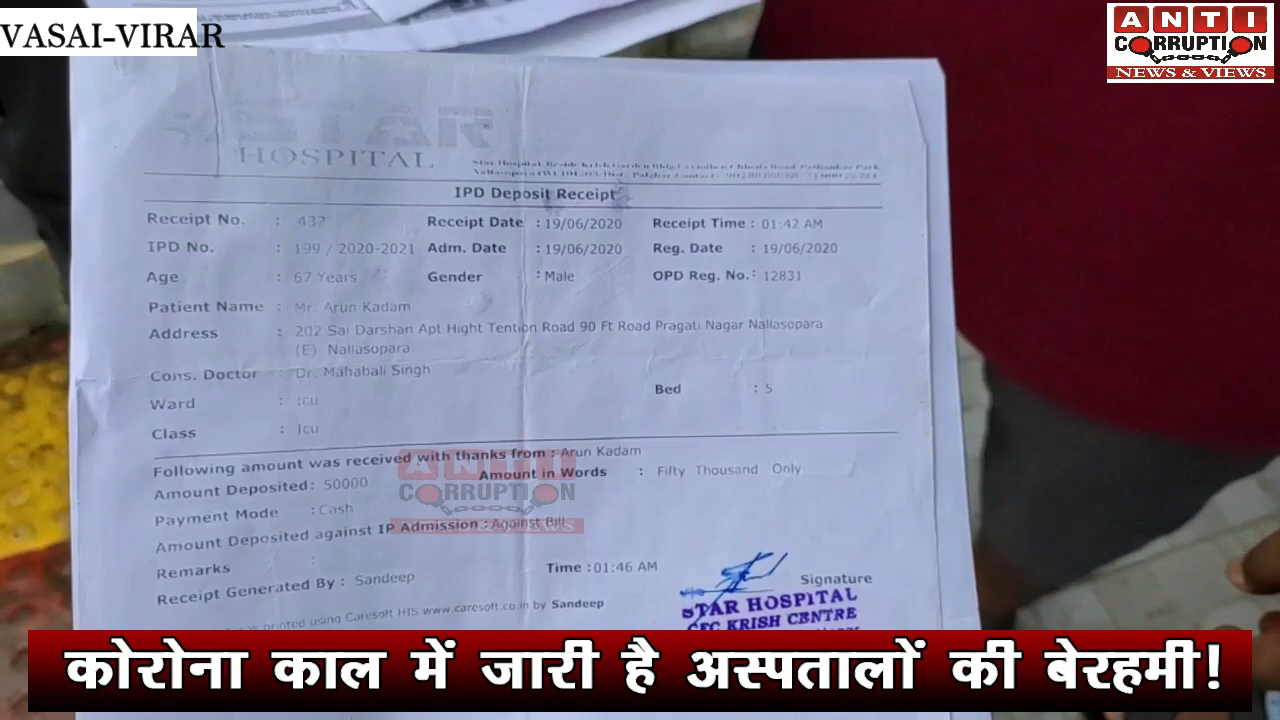 VASAI-VIRAR
ANTI
CORRUPTION
NEWS & VIEWS
STAR
HOSPITAL
IPD Deposit Receipt
Receipt No. : 437 Receipt Date : 19/06/2020 Receipt Time : 01:42 AM
IPD No. : 199 / 2020-2021 Adm. Date : 19/06/2020 Reg. Date : 19/06/2020
Age : 67 Years Gender : Male OPD Reg. No. : 12831
Patient Name : Mr. Arun Kadam
Address : 202 Sai Darshan Apt Hight Tention Road 90 Ft Road Pragati Nagar Nallasopara
(E) Nallasopara
Cons. Doctor : Dr. Mahabali Singh
Ward : Icu Bed : 5
Class : Icu
Following amount was received with thanks from : Arun Kadam
Amount Deposited: 50000 Amount in Words : Fifty Thousand Only
Payment Mode : Cash
Amount Deposited against IP Admission : Against Bill
Remarks :
Receipt Generated By : Sandeep Time : 01:46 AM Signature
was printed using Caresoft HIS www.caresoft.co.in by Sandeep
STAR HOSPITAL
KRISH CENTRE
ANTI
CORRUPTION
NEWS & VIEWS
कोरोना काल में जारी है अस्पतालों की बेरहमी!